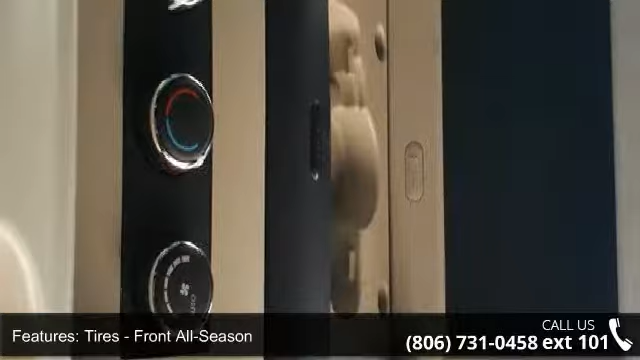 Features: Tires - Front All-Season
CALL US
(806) 731-0458 ext 101